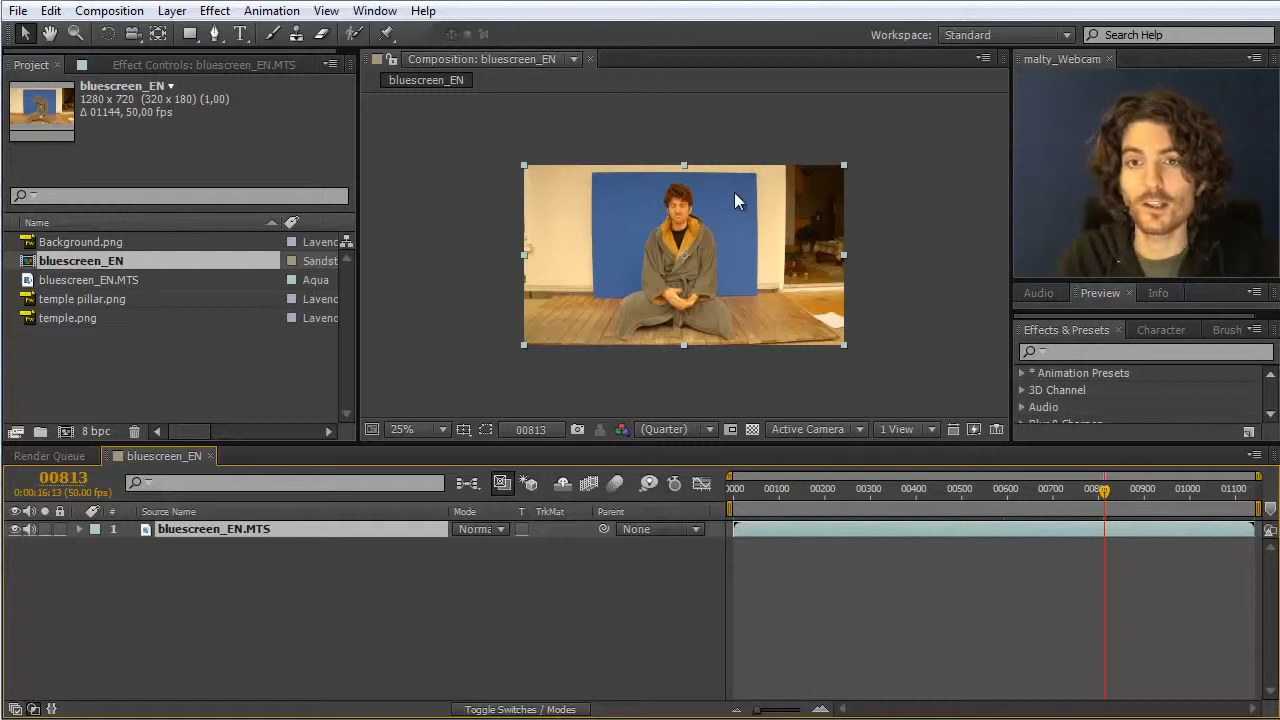 File Edit Composition Layer Effect Animation View Window Help
Workspace: Standard Search Help
Project Effect Controls: bluescreen_EN.MTS
Composition: bluescreen_EN
malty_Webcam
bluescreen_EN
bluescreen_EN
1280 x 720 (320 x 180) (1,00)
Δ 01144, 50,00 fps
Name
Background.png Lavenc
bluescreen_EN Sandst
bluescreen_EN.MTS Aqua
temple pillar.png Lavenc
temple.png Lavenc
Audio Preview Info
Effects & Presets Character Brush
* Animation Presets
3D Channel
Audio
8 bpc
25% 00813 (Quarter) Active Camera 1 View
Render Queue bluescreen_EN
00813
0:00:16:13 (50.00 fps)
0000 00100 00200 00300 00400 00500 00600 00700 00800 00900 01000 01100
# Source Name Mode T TrkMat Parent
1 bluescreen_EN.MTS Norma None
Toggle Switches / Modes